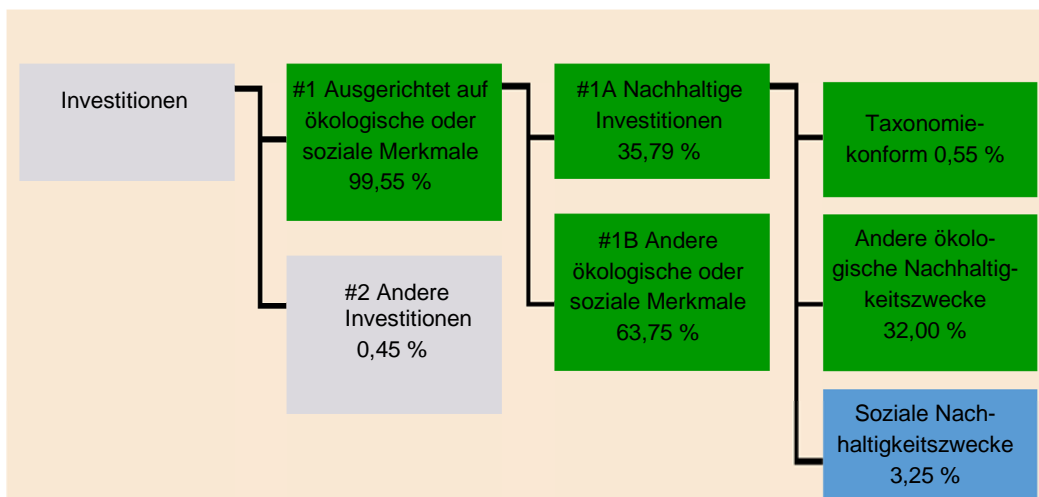 Investitionen
#1 Ausgerichtet auf
ökologische oder
soziale Merkmale
99,55 %
#2 Andere
Investitionen
0,45 %
#1A Nachhaltige
Investitionen
35,79 %
#1B Andere
ökologische oder
soziale Merkmale
63,75 %
Taxonomie-
konform 0,55 %
Andere ökolo-
gische Nachhaltig-
keitszwecke
32,00 %
Soziale Nach-
haltigkeitszwecke
3,25 %